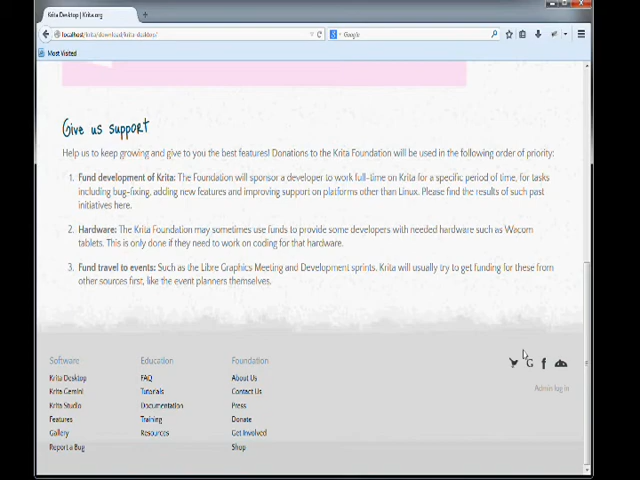 Krita Desktop | Krita.org
localhost/krita/download/krita-desktop/
Google
Most Visited
Give us support
Help us to keep growing and give to you the best features! Donations to the Krita Foundation will be used in the following order of priority:
1. Fund development of Krita: The Foundation will sponsor a developer to work full-time on Krita for a specific period of time, for tasks
including bug-fixing, adding new features and improving support on platforms other than Linux. Please find the results of such past
initiatives here.
2. Hardware: The Krita Foundation may sometimes use funds to provide some developers with needed hardware such as Wacom
tablets. This is only done if they need to work on coding for that hardware.
3. Fund travel to events: Such as the Libre Graphics Meeting and Development sprints. Krita will usually try to get funding for these from
other sources first, like the event planners themselves.
Software Education Foundation
Krita Desktop FAQ About Us
Krita Gemini Tutorials Contact Us
Admin log in
Krita Studio Documentation Press
Features Training Donate
Gallery Resources Get Involved
Report a Bug Shop